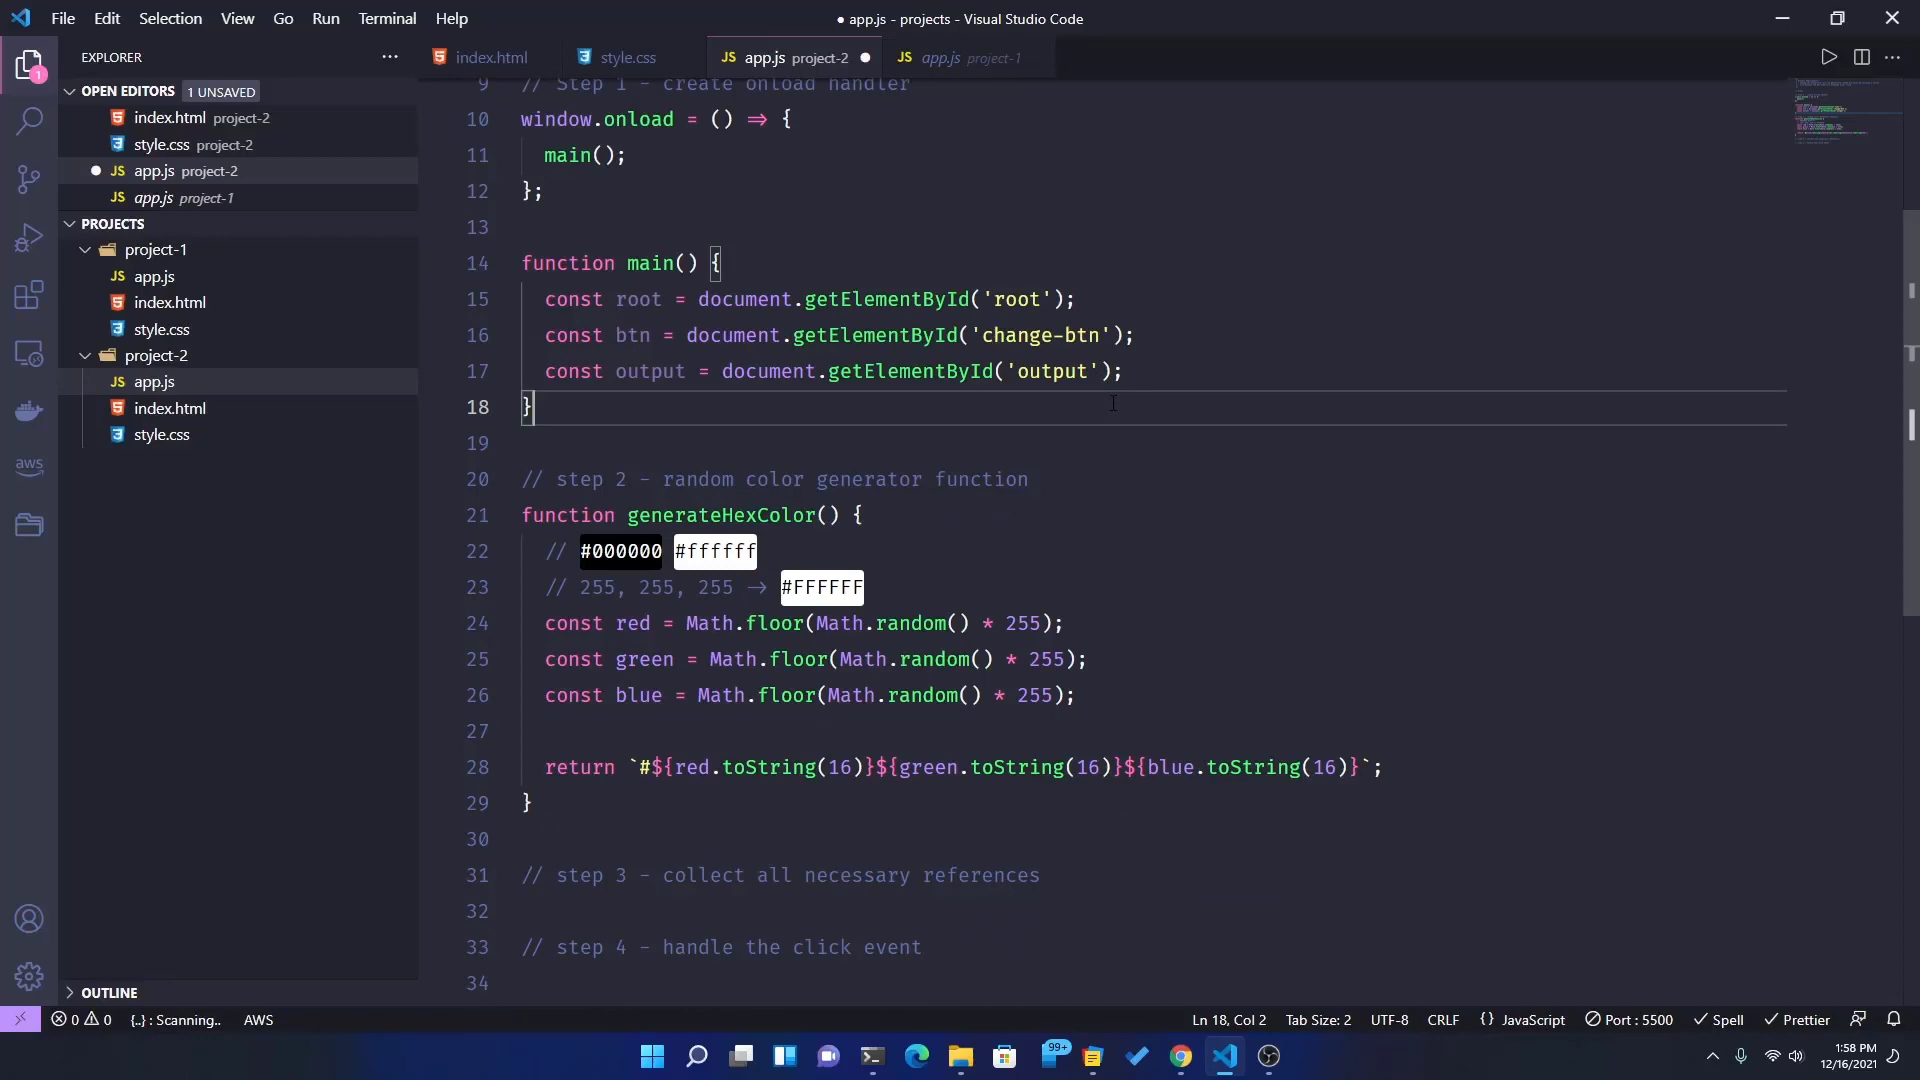 File Edit Selection View Go Run Terminal Help
● app.js - projects - Visual Studio Code
EXPLORER
index.html
style.css
JS app.js project-2
JS app.js project-1
OPEN EDITORS 1 UNSAVED
index.html project-2
style.css project-2
JS app.js project-2
JS app.js project-1
PROJECTS
project-1
JS app.js
index.html
style.css
project-2
JS app.js
index.html
style.css
aws
1
OUTLINE
9 // Step 1 - create onload handler
10 window.onload = () => {
11 main();
12 };
13
14 function main() {
15 const root = document.getElementById('root');
16 const btn = document.getElementById('change-btn');
17 const output = document.getElementById('output');
18 }
19
20 // step 2 - random color generator function
21 function generateHexColor() {
22 // #000000 #ffffff
23 // 255, 255, 255 -> #FFFFFF
24 const red = Math.floor(Math.random() * 255);
25 const green = Math.floor(Math.random() * 255);
26 const blue = Math.floor(Math.random() * 255);
27
28 return `#${red.toString(16)}${green.toString(16)}${blue.toString(16)}`;
29 }
30
31 // step 3 - collect all necessary references
32
33 // step 4 - handle the click event
34
0 0 {..} : Scanning.. AWS
Ln 18, Col 2 Tab Size: 2 UTF-8 CRLF {} JavaScript Port : 5500 Spell Prettier
99+
1:58 PM
12/16/2021